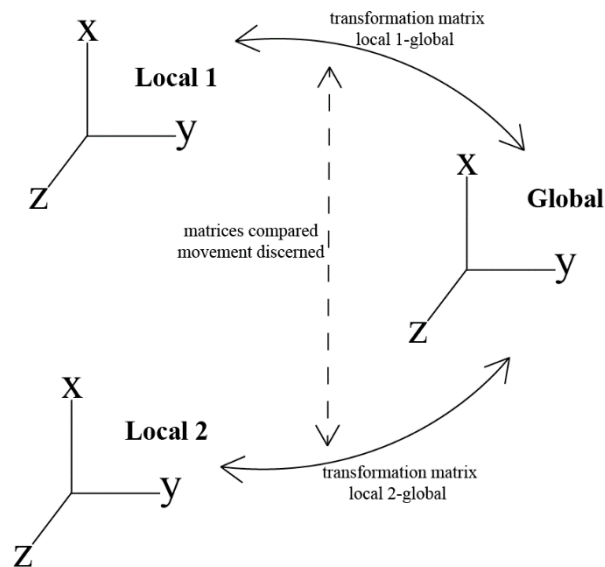 transformation matrix
local 1-global
x
Local 1
y
z
x
Global
y
z
matrices compared
movement discerned
x
Local 2
y
z
transformation matrix
local 2-global